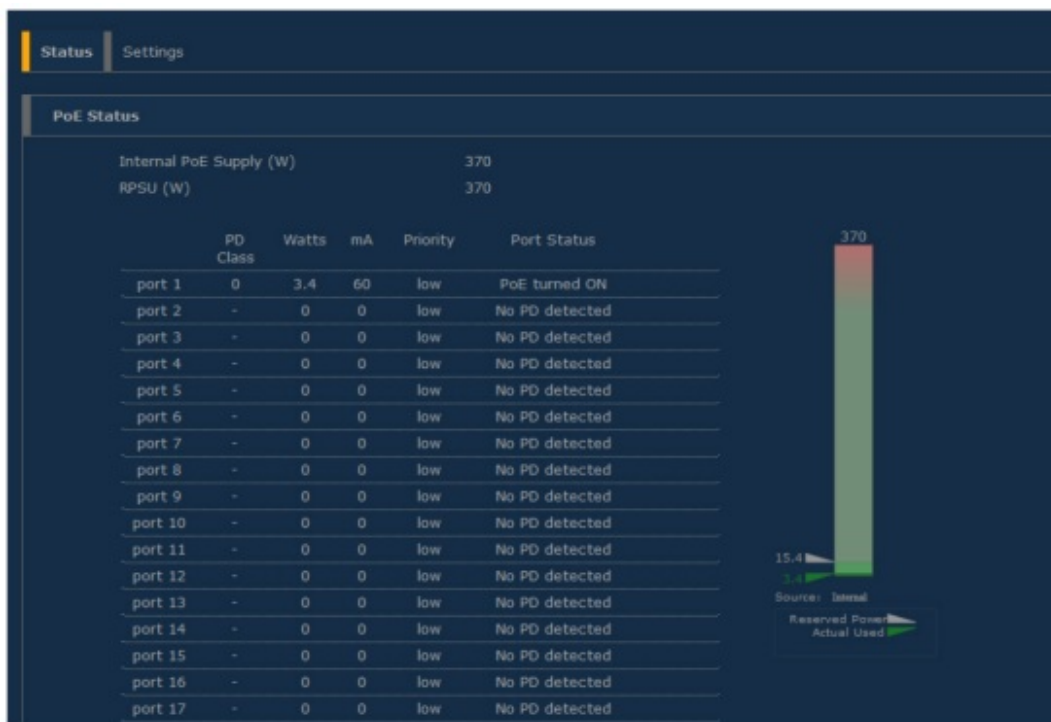 Status Settings
PoE Status
Internal PoE Supply (W) 370
RPSU (W) 370
PD Class Watts mA Priority Port Status
port 1 0 3.4 60 low PoE turned ON
port 2 - 0 0 low No PD detected
port 3 - 0 0 low No PD detected
port 4 - 0 0 low No PD detected
port 5 - 0 0 low No PD detected
port 6 - 0 0 low No PD detected
port 7 - 0 0 low No PD detected
port 8 - 0 0 low No PD detected
port 9 - 0 0 low No PD detected
port 10 - 0 0 low No PD detected
port 11 - 0 0 low No PD detected
port 12 - 0 0 low No PD detected
port 13 - 0 0 low No PD detected
port 14 - 0 0 low No PD detected
port 15 - 0 0 low No PD detected
port 16 - 0 0 low No PD detected
port 17 - 0 0 low No PD detected
370
15.4
3.4
Source: Internal
Reserved Power
Actual Used